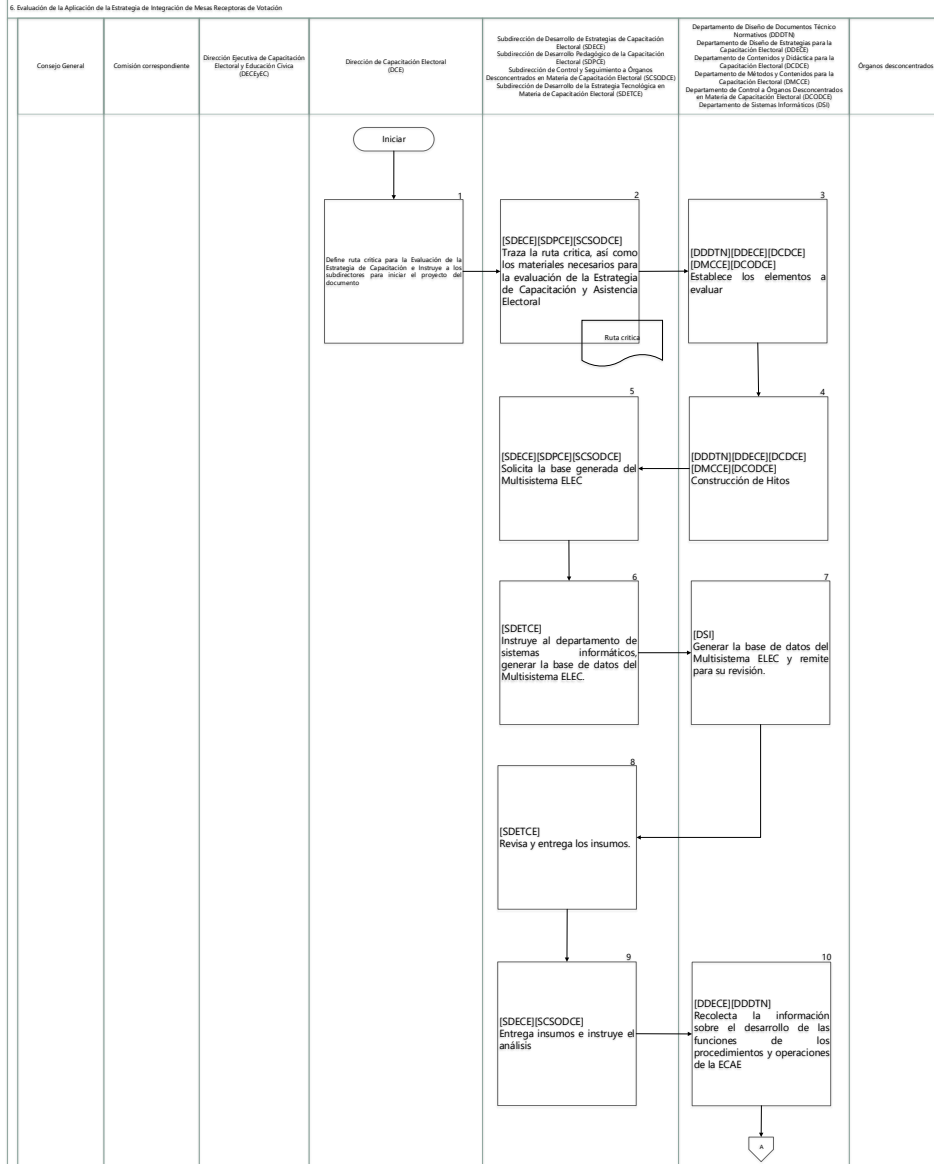 6. Evaluación de la Aplicación de la Estrategia de Integración de Mesas Receptoras de Votación
Consejo General
Comisión correspondiente
Dirección Ejecutiva de Capacitación
Electoral y Educación Cívica
(DECEyEC)
Dirección de Capacitación Electoral
(DCE)
Subdirección de Desarrollo de Estrategias de Capacitación
Electoral (SDECE)
Subdirección de Desarrollo Pedagógico de la Capacitación
Electoral (SDPCE)
Subdirección de Control y Seguimiento a Órganos
Desconcentrados en Materia de Capacitación Electoral (SCSODCE)
Subdirección de Desarrollo de la Estrategia Tecnológica en
Materia de Capacitación Electoral (SDETCE)
Departamento de Diseño de Documentos Técnico
Normativos (DDDTN)
Departamento de Diseño de Estrategias para la
Capacitación Electoral (DDECE)
Departamento de Contenidos y Didáctica para la
Capacitación Electoral (DCDCE)
Departamento de Métodos y Contenidos para la
Capacitación Electoral (DMCCE)
Departamento de Control a Órganos Desconcentrados
en Materia de Capacitación Electoral (DCODCE)
Departamento de Sistemas Informáticos (DSI)
Órganos desconcentrados
Iniciar
1
Define ruta critica para la Evaluación de la
Estrategia de Capacitación e Instruye a los
subdirectores para iniciar el proyecto del
documento
2
[SDECE][SDPCE][SCSODCE]
Traza la ruta critica, así como
los materiales necesarios para
la evaluación de la Estrategia
de Capacitación y Asistencia
Electoral
Ruta critica
3
[DDDTN][DDECE][DCDCE]
[DMCCE][DCODCE]
Establece los elementos a
evaluar
4
[DDDTN][DDECE][DCDCE]
[DMCCE][DCODCE]
Construcción de Hitos
5
[SDECE][SDPCE][SCSODCE]
Solicita la base generada del
Multisistema ELEC
6
[SDETCE]
Instruye al departamento de
sistemas informáticos,
generar la base de datos del
Multisistema ELEC.
7
[DSI]
Generar la base de datos del
Multisistema ELEC y remite
para su revisión.
8
[SDETCE]
Revisa y entrega los insumos.
9
[SDECE][SCSODCE]
Entrega insumos e instruye el
análisis
10
[DDECE][DDDTN]
Recolecta la información
sobre el desarrollo de las
funciones de los
procedimientos y operaciones
de la ECAE
A